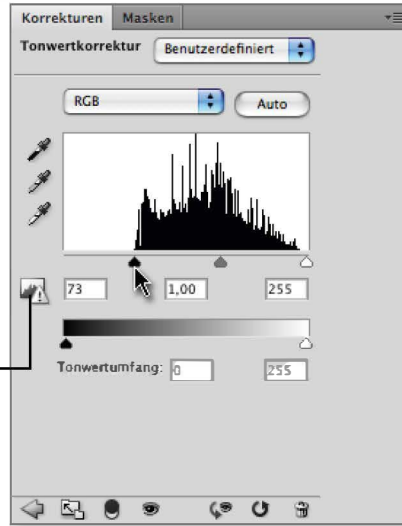 Korrekturen Masken
Tonwertkorrektur Benutzerdefiniert
RGB Auto
73 1,00 255
Tonwertumfang: 0 255